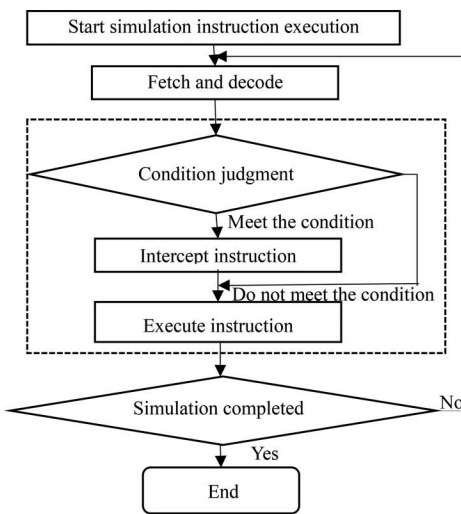 Start simulation instruction execution
Fetch and decode
Condition judgment
Meet the condition
Intercept instruction
Do not meet the condition
Execute instruction
Simulation completed
No
Yes
End